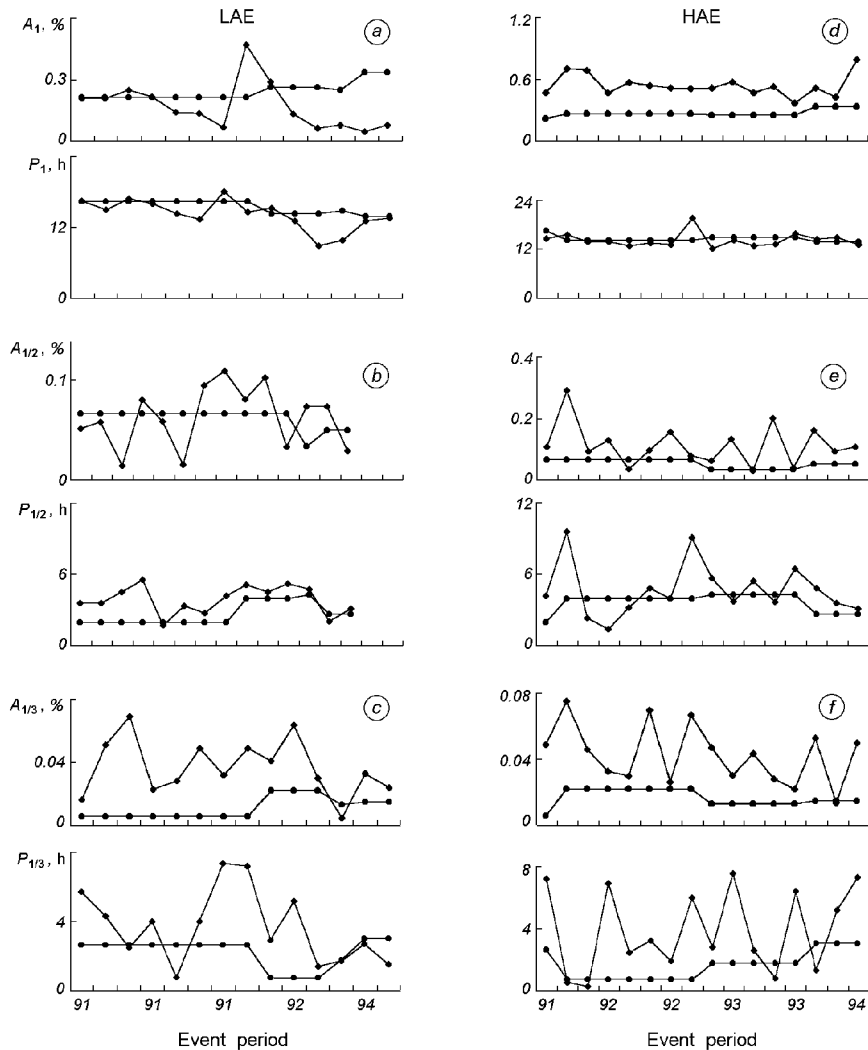 LAE
HAE
A1, %
a
0.3
0
P1, h
12
0
A1/2, %
b
0.1
0
P1/2, h
6
0
A1/3, %
c
0.04
0
P1/3, h
4
0
91 91 91 92 94
Event period
1.2
d
0.6
0
24
12
0
0.4
e
0.2
0
12
6
0
0.08
f
0.04
0
8
4
0
91 92 92 93 93 94
Event period